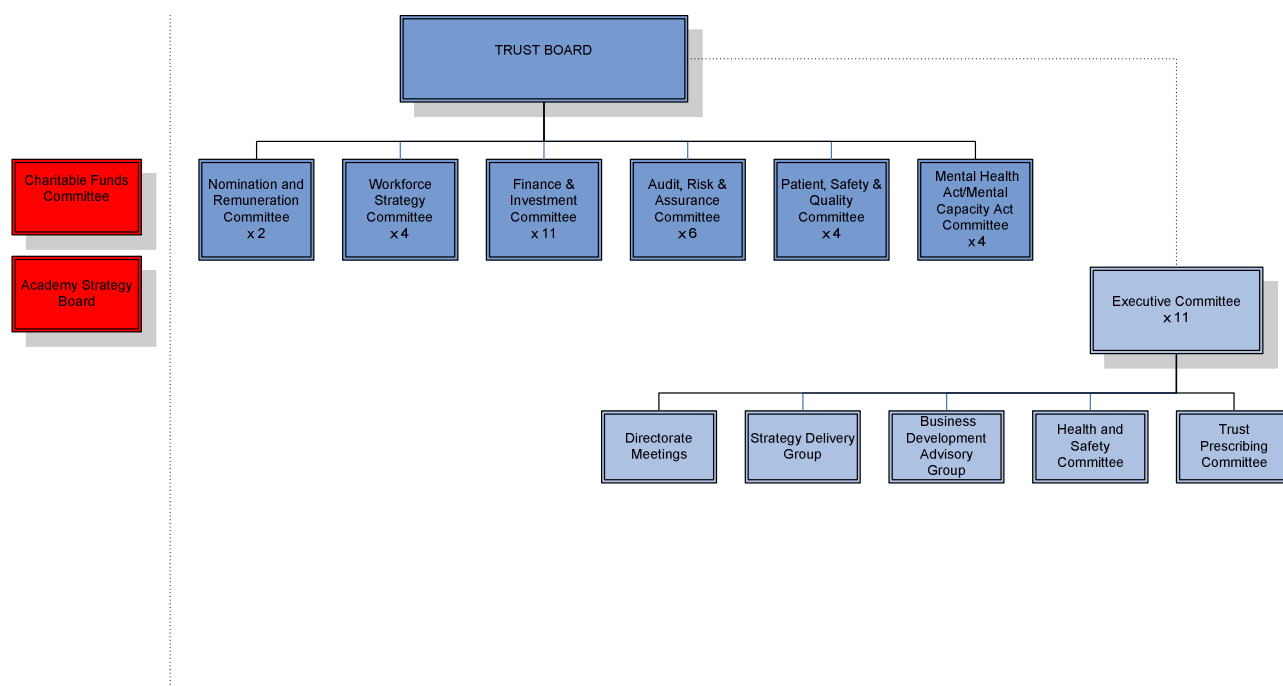 TRUST BOARD
Charitable Funds
Committee
Academy Strategy
Board
Nomination and
Remuneration
Committee
x 2
Workforce
Strategy
Committee
x 4
Finance &
Investment
Committee
x 11
Audit, Risk &
Assurance
Committee
x 6
Patient, Safety &
Quality
Committee
x 4
Mental Health
Act/Mental
Capacity Act
Committee
x 4
Executive Committee
x 11
Directorate
Meetings
Strategy Delivery
Group
Business
Development
Advisory
Group
Health and
Safety
Committee
Trust
Prescribing
Committee